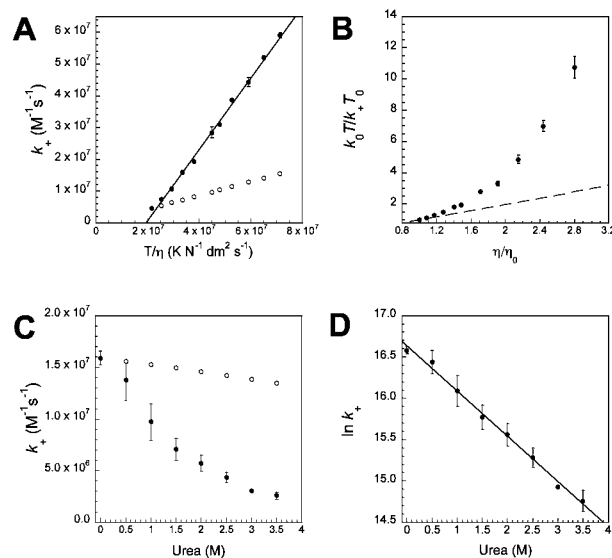 A
k₊ (M⁻¹s⁻¹)
7 x 10⁷
6 x 10⁷
5 x 10⁷
4 x 10⁷
3 x 10⁷
2 x 10⁷
1 x 10⁷
0
0 2 x 10⁷ 4 x 10⁷ 6 x 10⁷ 8 x 10⁷
T/η (K N⁻¹ dm² s⁻¹)
B
k₀T/k₊T₀
14
12
10
8
6
4
2
0.8 1.2 1.6 2 2.4 2.8 3.2
η/η₀
C
k₊ (M⁻¹s⁻¹)
2.0 x 10⁷
1.5 x 10⁷
1.0 x 10⁷
5.0 x 10⁶
0
0 0.5 1 1.5 2 2.5 3 3.5 4
Urea (M)
D
ln k₊
17.0
16.5
16.0
15.5
15.0
14.5
0 0.5 1 1.5 2 2.5 3 3.5 4
Urea (M)